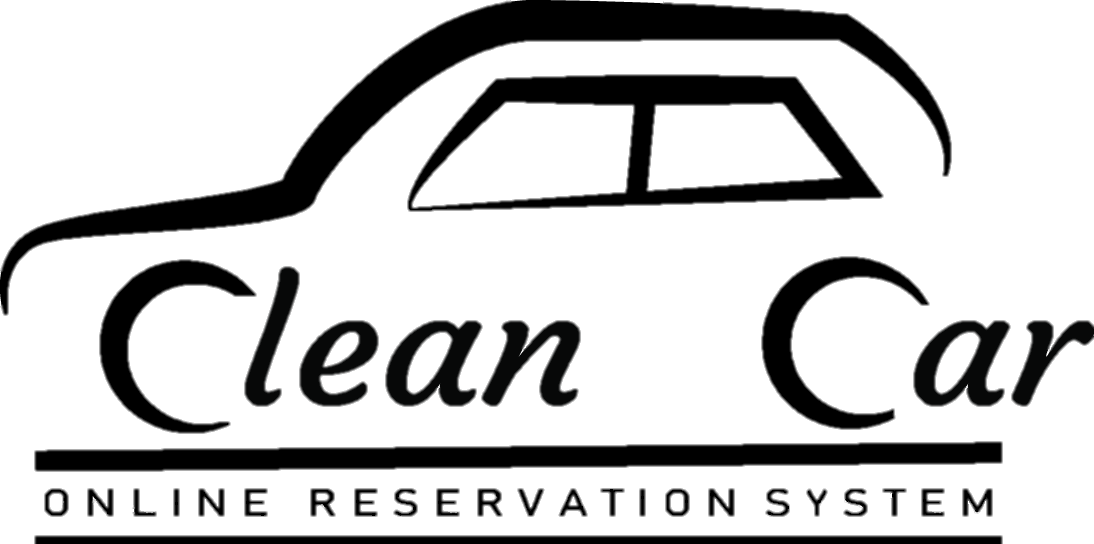 Clean Car
ONLINE RESERVATION SYSTEM